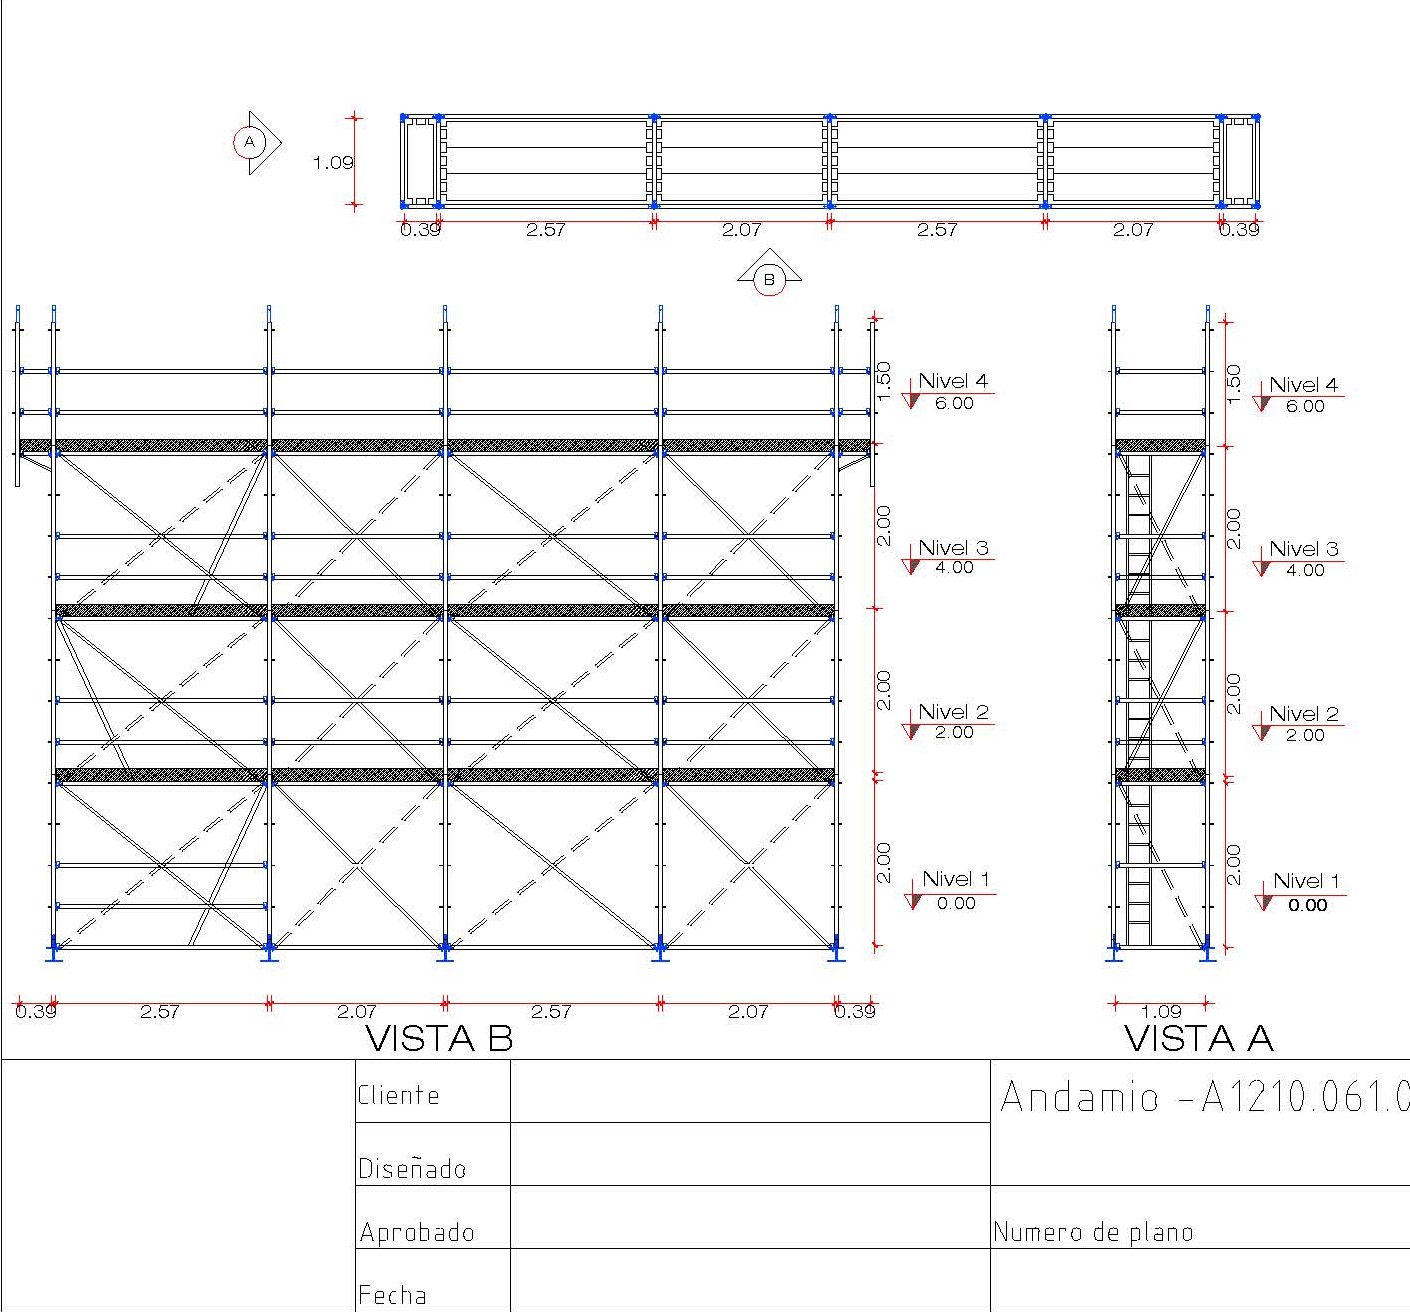 A
1.09
0.39 2.57 2.07 2.57 2.07 0.39
B
1.50
Nivel 4
6.00
2.00
Nivel 3
4.00
2.00
Nivel 2
2.00
2.00
Nivel 1
0.00
1.50
Nivel 4
6.00
2.00
Nivel 3
4.00
2.00
Nivel 2
2.00
2.00
Nivel 1
0.00
0.39 2.57 2.07 2.57 2.07 0.39
1.09
VISTA B
VISTA A
Cliente
Andamio -A1210.061.0
Diseñado
Aprobado
Numero de plano
Fecha